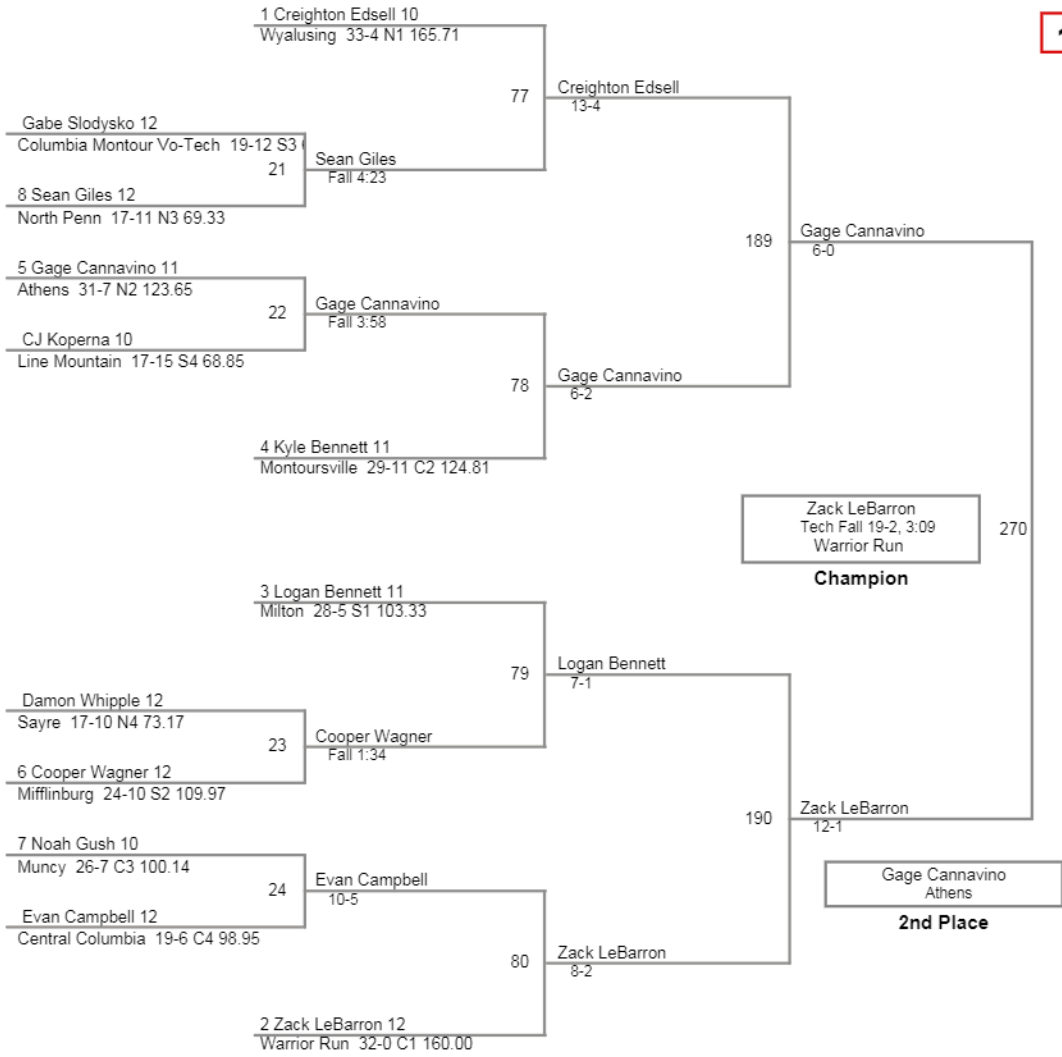 1 Creighton Edsell 10
Wyalusing 33-4 N1 165.71
77
Creighton Edsell
13-4
Gabe Slodysko 12
Columbia Montour Vo-Tech 19-12 S3
21
Sean Giles
Fall 4:23
8 Sean Giles 12
North Penn 17-11 N3 69.33
189
Gage Cannavino
6-0
5 Gage Cannavino 11
Athens 31-7 N2 123.65
22
Gage Cannavino
Fall 3:58
CJ Koperna 10
Line Mountain 17-15 S4 68.85
78
Gage Cannavino
6-2
4 Kyle Bennett 11
Montoursville 29-11 C2 124.81
Zack LeBarron
Tech Fall 19-2, 3:09
Warrior Run
270
Champion
3 Logan Bennett 11
Milton 28-5 S1 103.33
79
Logan Bennett
7-1
Damon Whipple 12
Sayre 17-10 N4 73.17
23
Cooper Wagner
Fall 1:34
6 Cooper Wagner 12
Mifflinburg 24-10 S2 109.97
190
Zack LeBarron
12-1
7 Noah Gush 10
Muncy 26-7 C3 100.14
24
Evan Campbell
10-5
Evan Campbell 12
Central Columbia 19-6 C4 98.95
Gage Cannavino
Athens
2nd Place
80
Zack LeBarron
8-2
2 Zack LeBarron 12
Warrior Run 32-0 C1 160.00